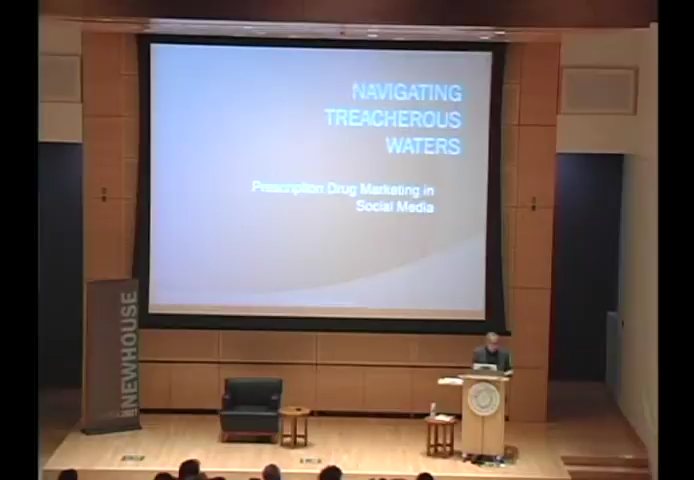 NAVIGATING
TREACHEROUS
WATERS
Prescription Drug Marketing in
Social Media
NEWHOUSE